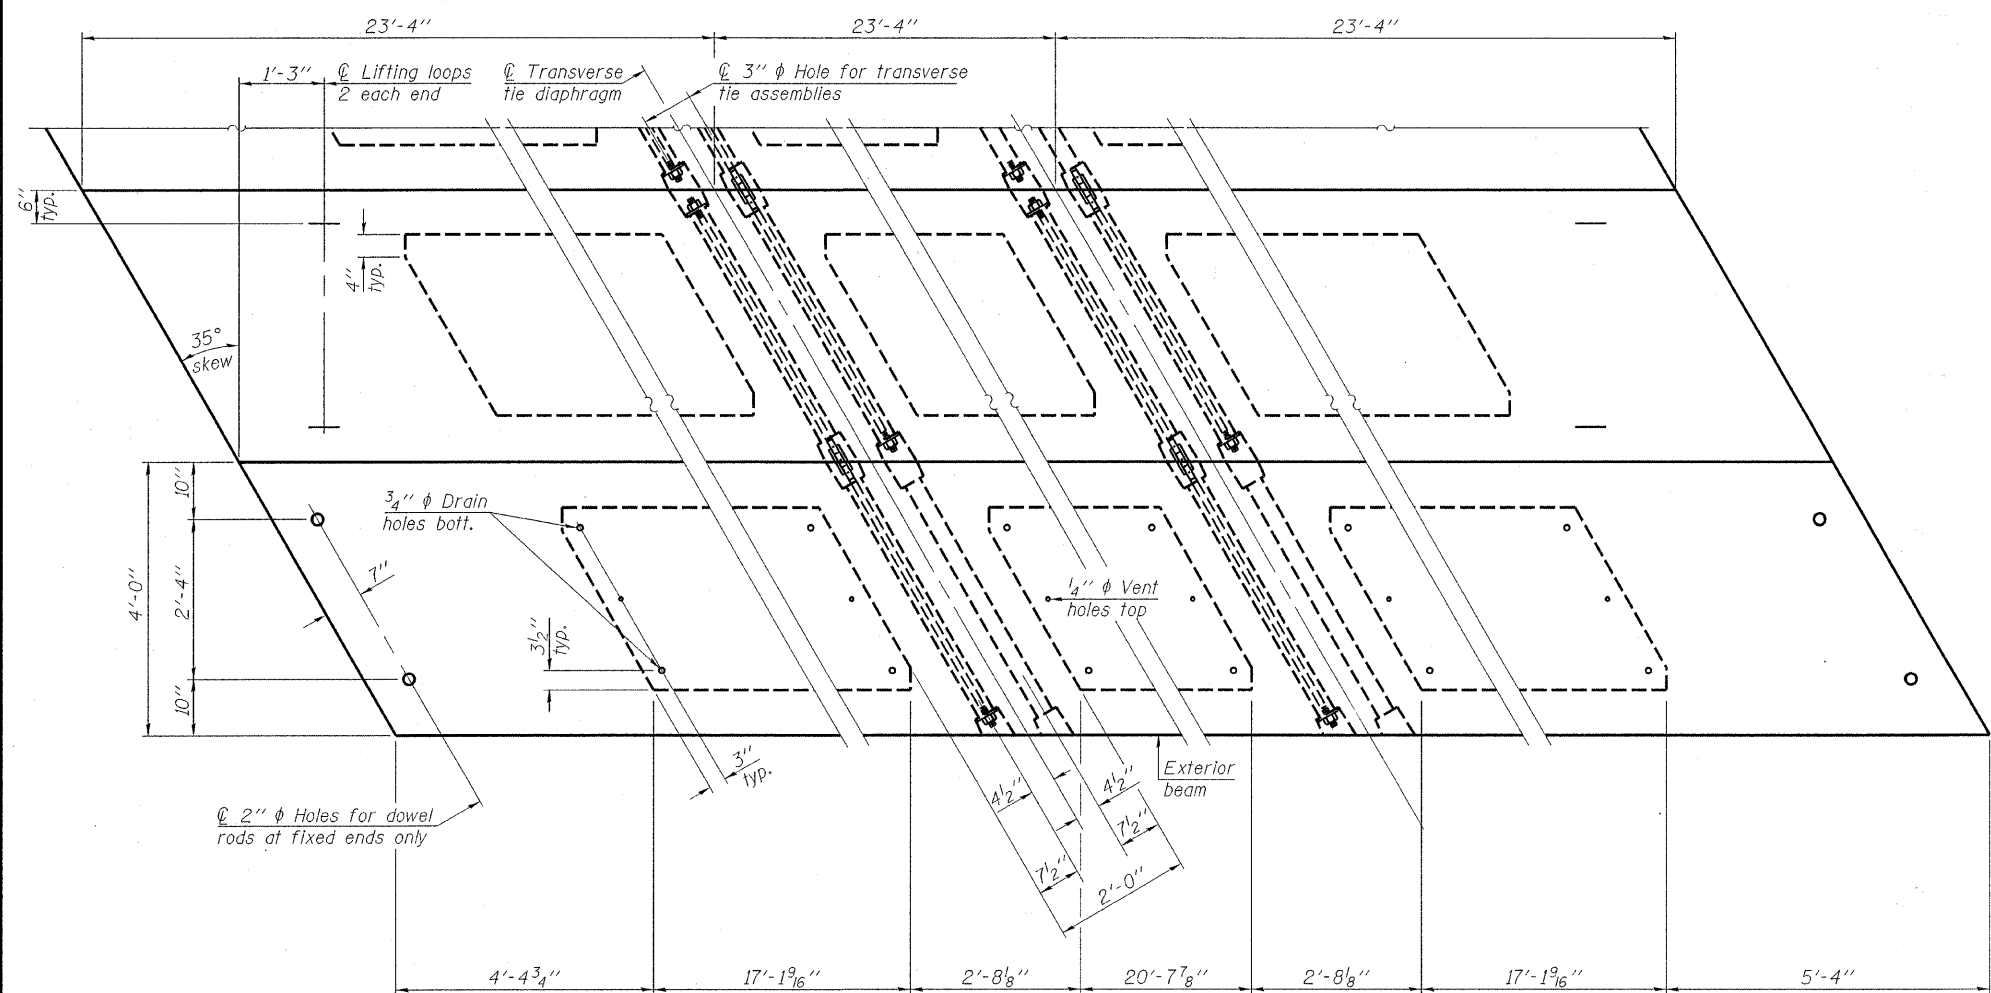 23'-4"
23'-4"
23'-4"
1'-3"
℄ Lifting loops
2 each end
℄ Transverse
tie diaphragm
℄ 3" ϕ Hole for transverse
tie assemblies
6"
typ.
4"
typ.
35°
skew
10"
2'-4"
10"
4'-0"
7"
3/4" ϕ Drain
holes bott.
3 1/2"
typ.
1/4" ϕ Vent
holes top
3"
typ.
℄ 2" ϕ Holes for dowel
rods at fixed ends only
Exterior
beam
4 1/2"
4 1/2"
7 1/2"
7 1/2"
2'-0"
4'-4 3/4"
17'-1 9/16"
2'-8 1/8"
20'-7 7/8"
2'-8 1/8"
17'-1 9/16"
5'-4"